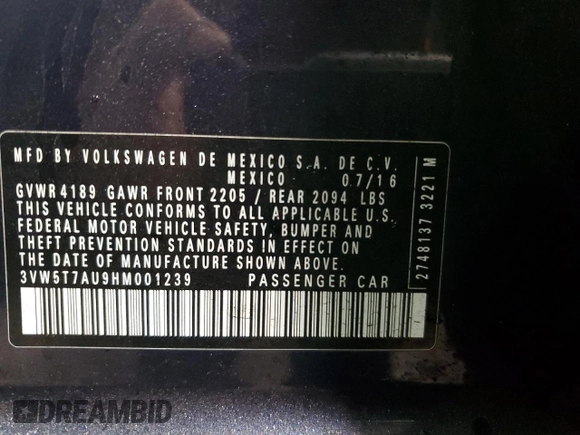 MFD BY VOLKSWAGEN DE MEXICO S.A. DE C.V.
MEXICO 07/16
GVWR 4189 GAWR FRONT 2205 / REAR 2094 LBS
THIS VEHICLE CONFORMS TO ALL APPLICABLE U.S.
FEDERAL MOTOR VEHICLE SAFETY, BUMPER AND
THEFT PREVENTION STANDARDS IN EFFECT ON
THE DATE OF MANUFACTURE SHOWN ABOVE.
3VW5T7AU9HM001239 PASSENGER CAR
2748137 3221 M
DREAMBID